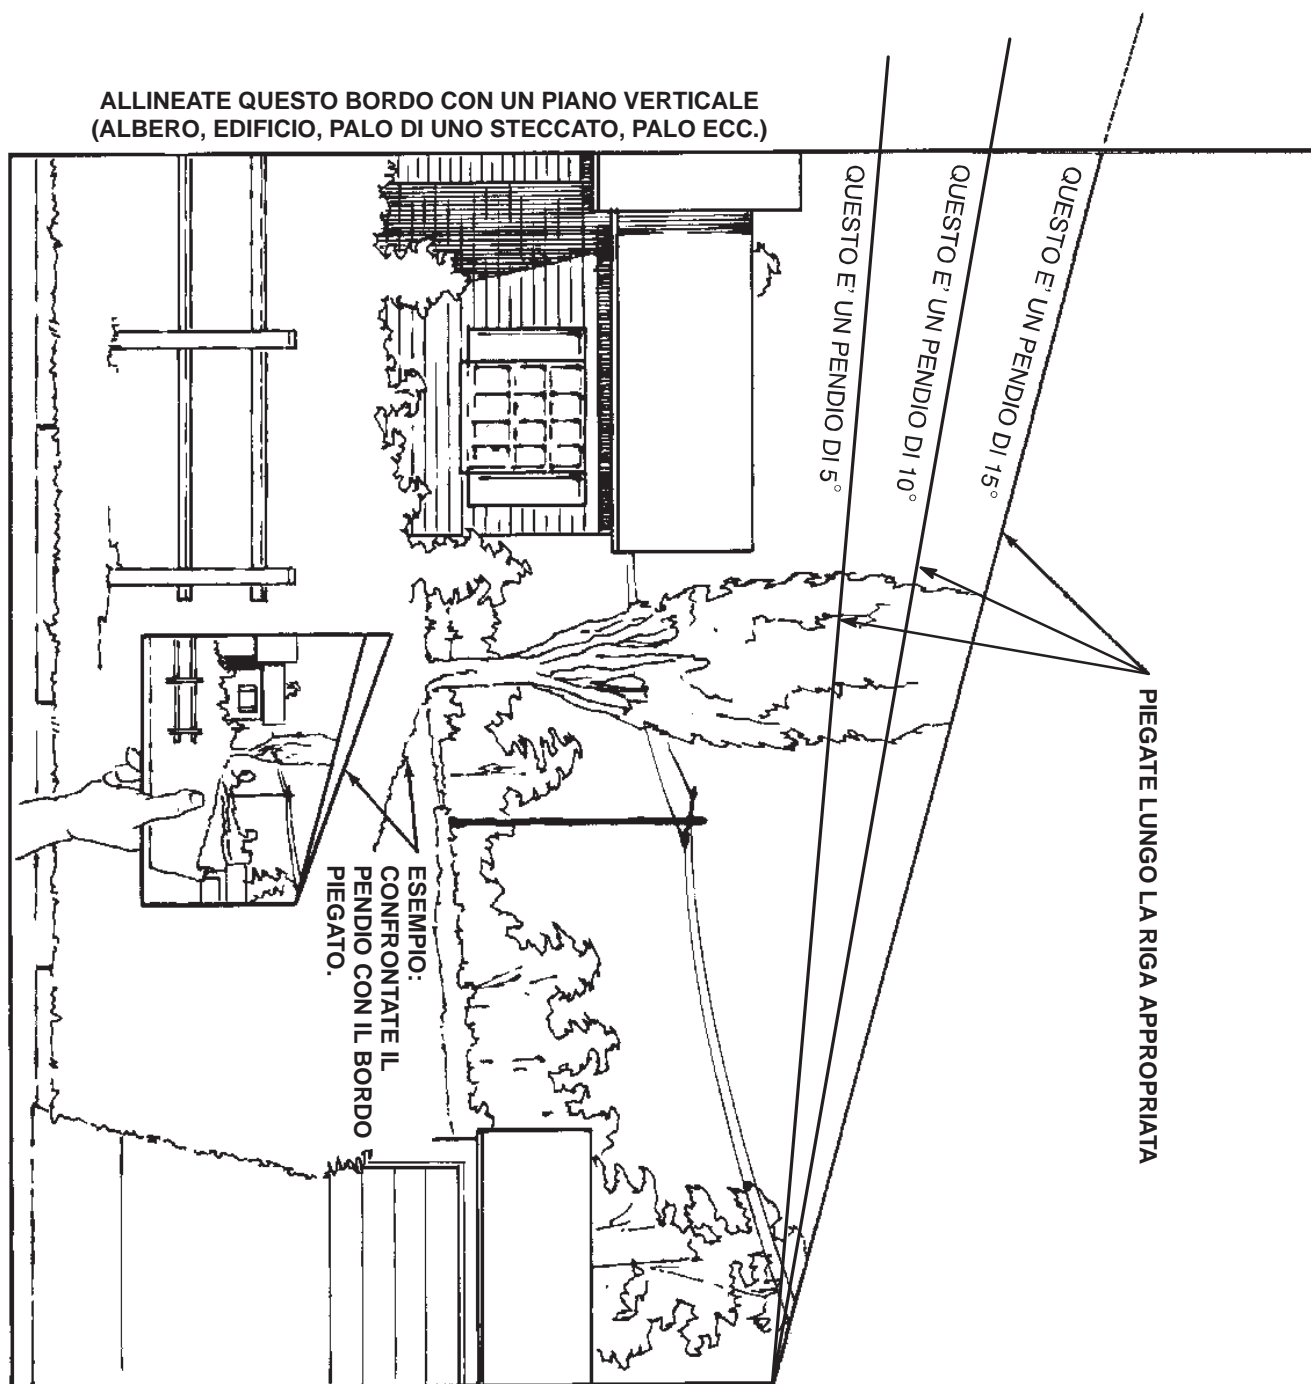 ALLINEATE QUESTO BORDO CON UN PIANO VERTICALE
(ALBERO, EDIFICIO, PALO DI UNO STECCATO, PALO ECC.)
QUESTO E' UN PENDIO DI 15°
QUESTO E' UN PENDIO DI 10°
QUESTO E' UN PENDIO DI 5°
PIEGATE LUNGO LA RIGA APPROPRIATA
ESEMPIO:
CONFRONTATE IL
PENDIO CON IL BORDO
PIEGATO.